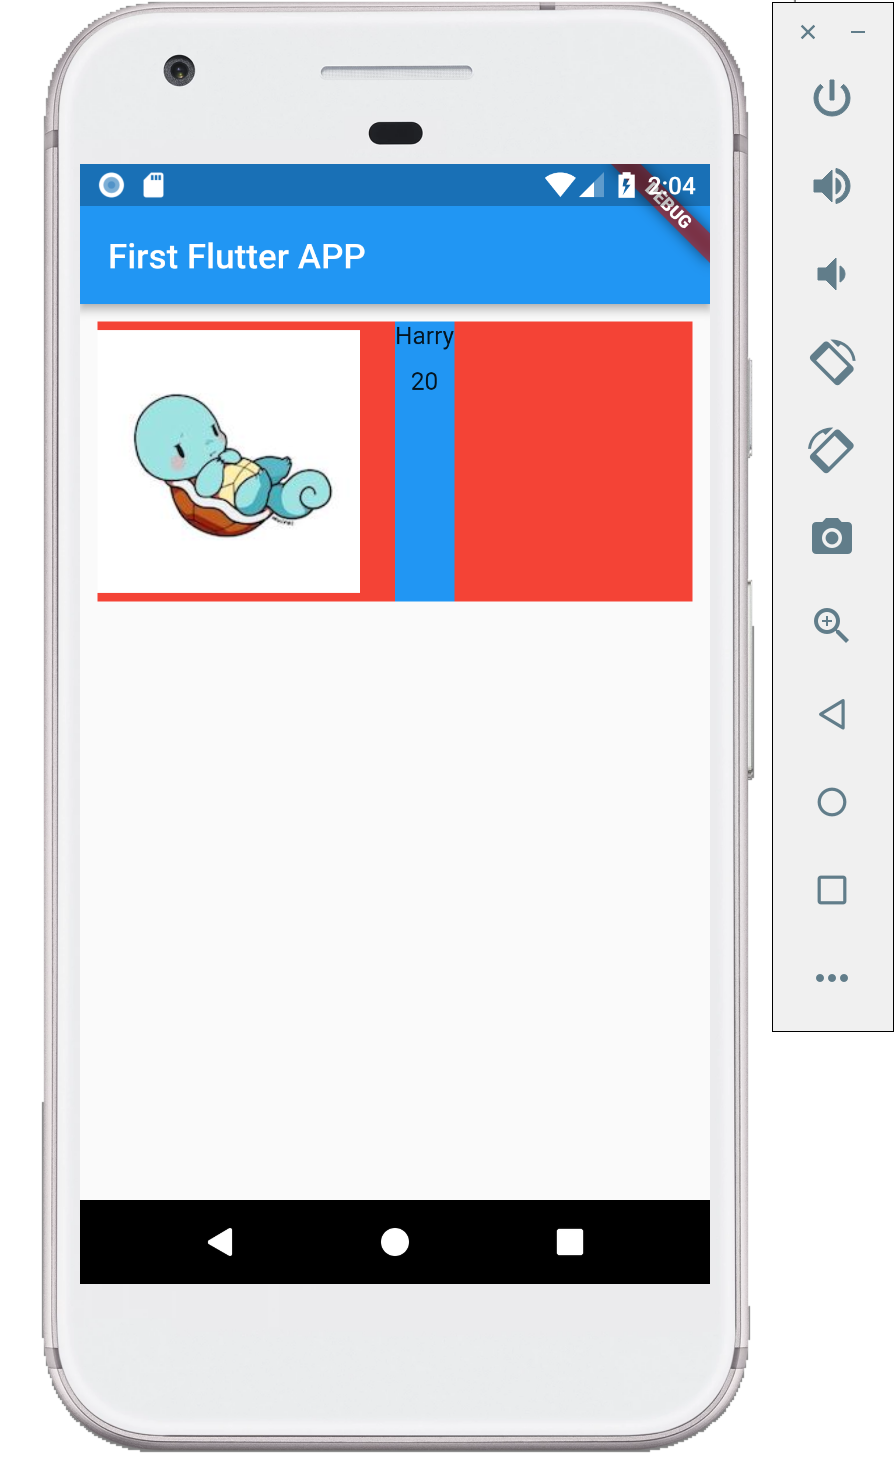 2:04
DEBUG
First Flutter APP
Harry
20